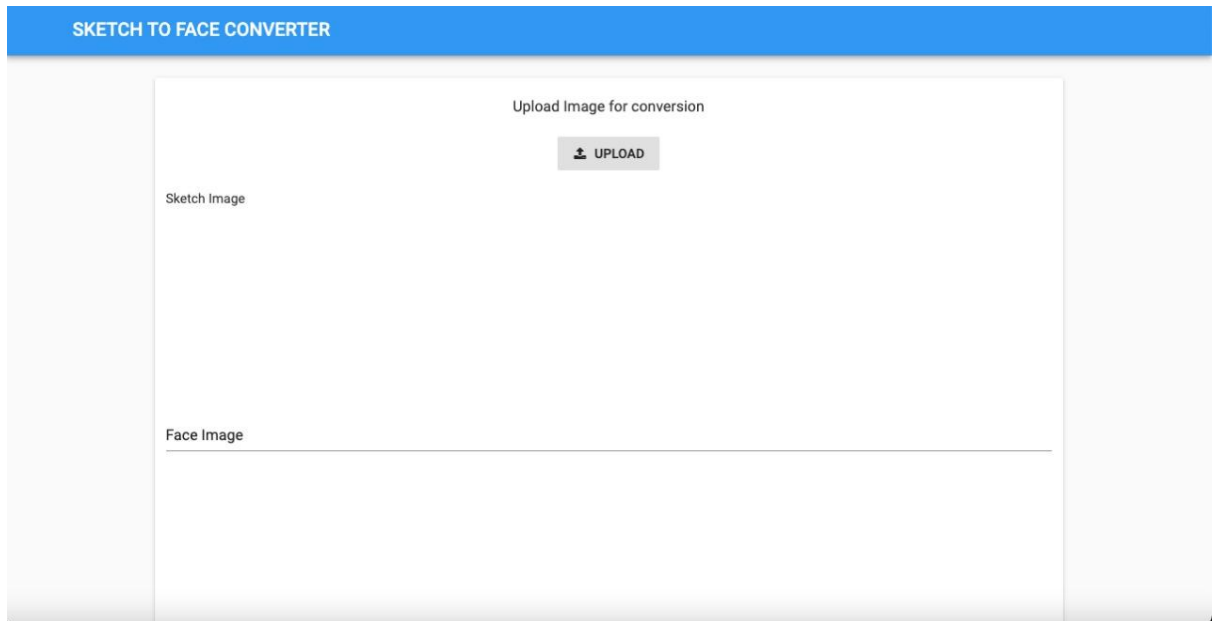 SKETCH TO FACE CONVERTER
Upload Image for conversion
UPLOAD
Sketch Image
Face Image